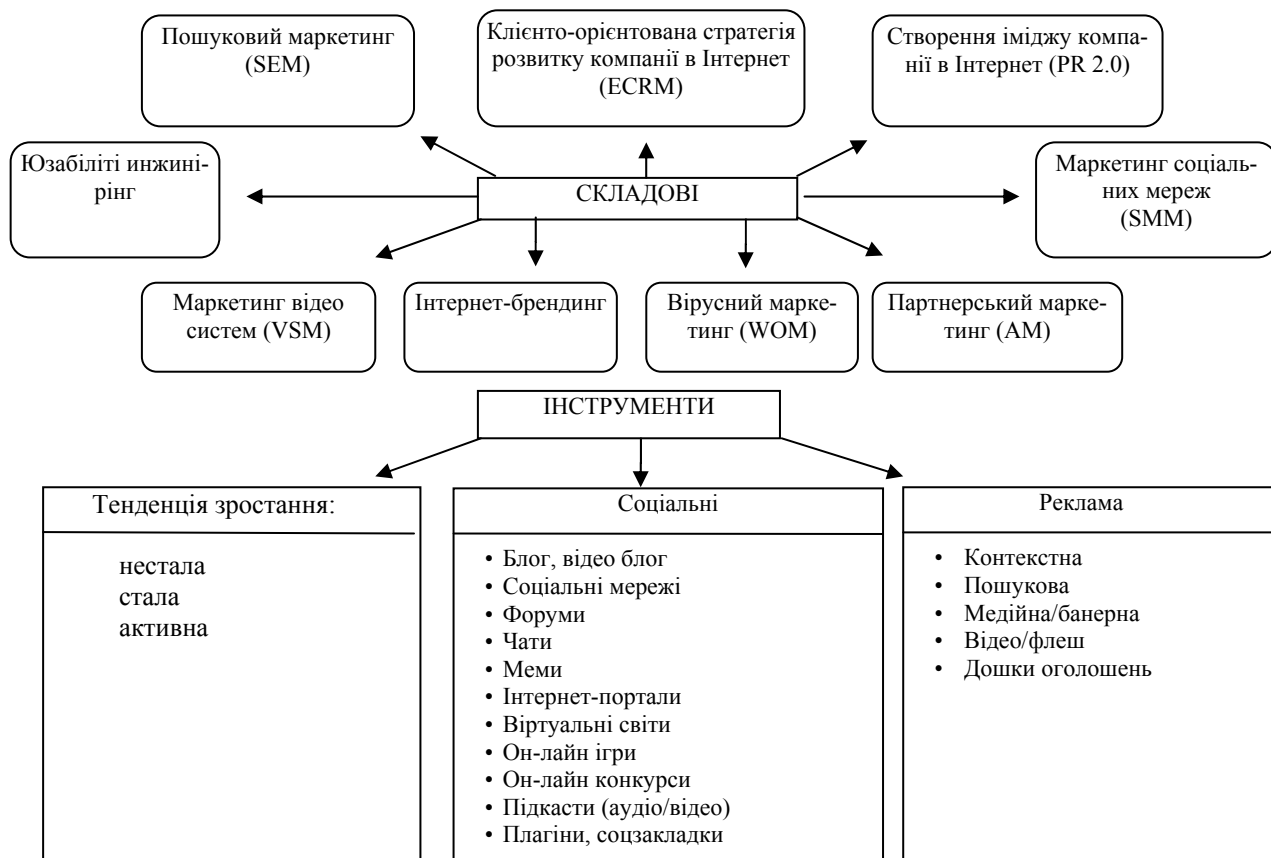 Пошуковий маркетинг
(SEM)
Клієнто-орієнтована стратегія
розвитку компанії в Інтернет
(ECRM)
Створення іміджу компа-
нії в Інтернет (PR 2.0)
Юзабіліті инжині-
рінг
СКЛАДОВІ
Маркетинг соціаль-
них мереж
(SMM)
Маркетинг відео
систем (VSM)
Інтернет-брендинг
Вірусний марке-
тинг (WOM)
Партнерський марке-
тинг (AM)
ІНСТРУМЕНТИ
Тенденція зростання:
нестала
стала
активна
Соціальні
• Блог, відео блог
• Соціальні мережі
• Форуми
• Чати
• Меми
• Інтернет-портали
• Віртуальні світи
• Он-лайн ігри
• Он-лайн конкурси
• Підкасти (аудіо/відео)
• Плагіни, соцзакладки
Реклама
• Контекстна
• Пошукова
• Медійна/банерна
• Відео/флеш
• Дошки оголошень